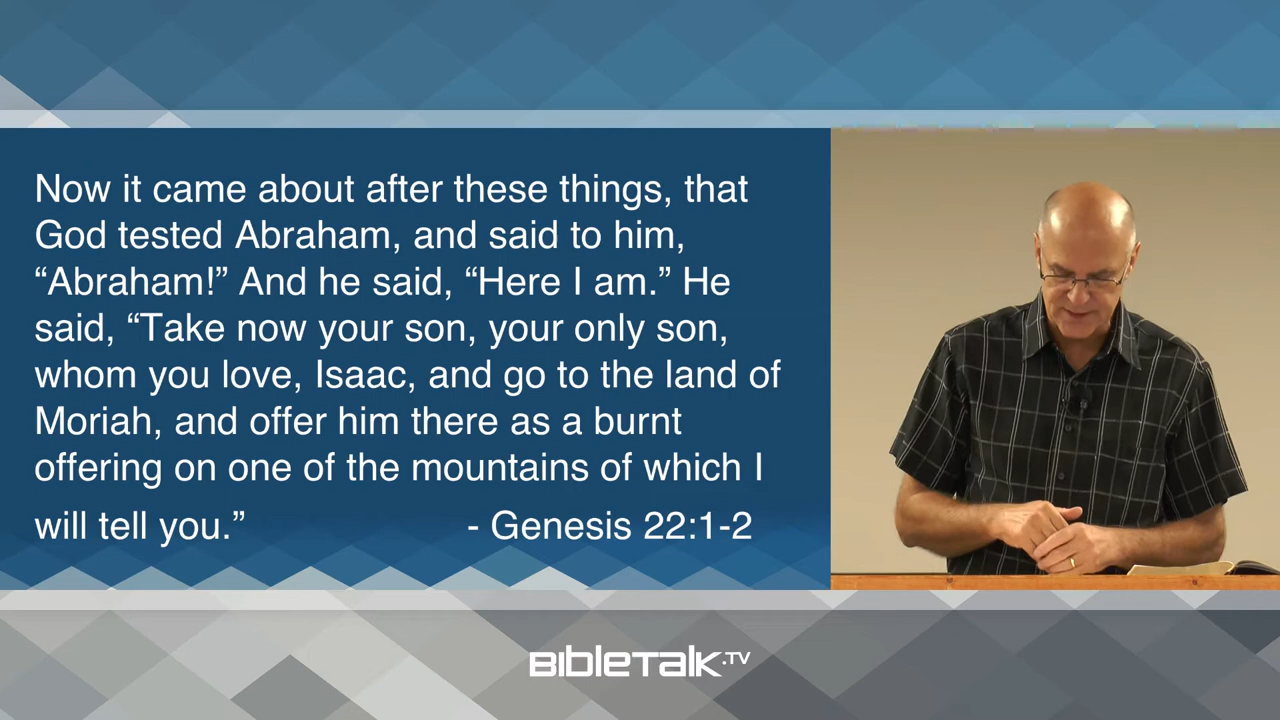 Now it came about after these things, that
God tested Abraham, and said to him,
“Abraham!” And he said, “Here I am.” He
said, “Take now your son, your only son,
whom you love, Isaac, and go to the land of
Moriah, and offer him there as a burnt
offering on one of the mountains of which I
will tell you.” - Genesis 22:1-2
BIBLETALK.TV